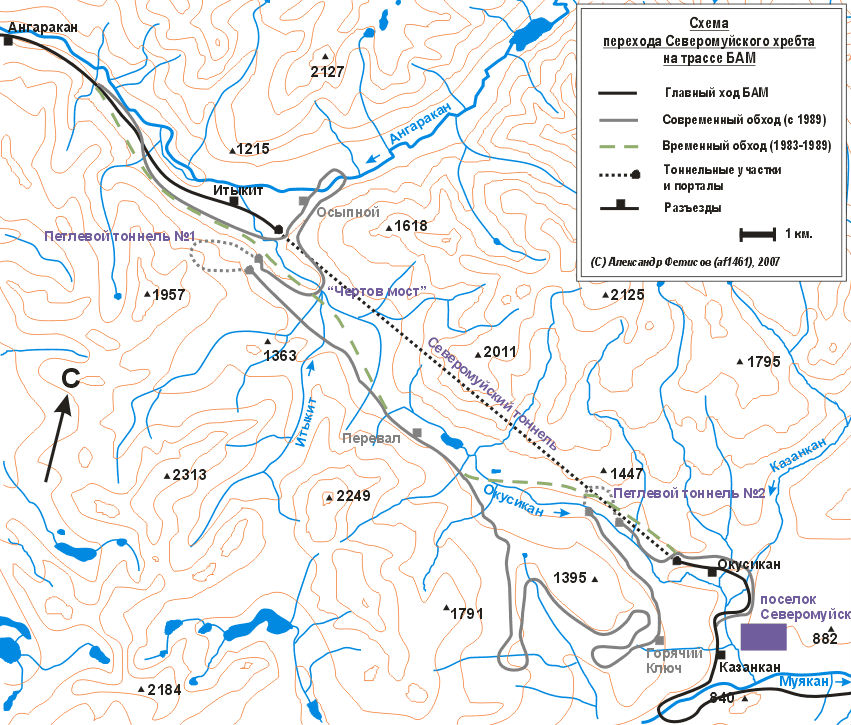 Ангаракан
2127
Схема
перехода Северомуйского хребта
на трассе БАМ
Главный ход БАМ
Современный обход (с 1989)
Временный обход (1983-1989)
Тоннельные участки
и порталы
Разъезды
1 км.
(C) Александр Фетисов (af1461), 2007
Ангаракан
1215
Итыкит
Осыпной
1618
Петлевой тоннель №1
1957
"Чертов мост"
2125
1363
2011
1795
Северомуйский тоннель
С
Итыкит
Перевал
Казанкан
2313
2249
1447
Окусикан
Петлевой тоннель №2
1395
Окусикан
1791
поселок
Северомуйск
882
Горячий
Ключ
Казанкан
Муякан
2184
840